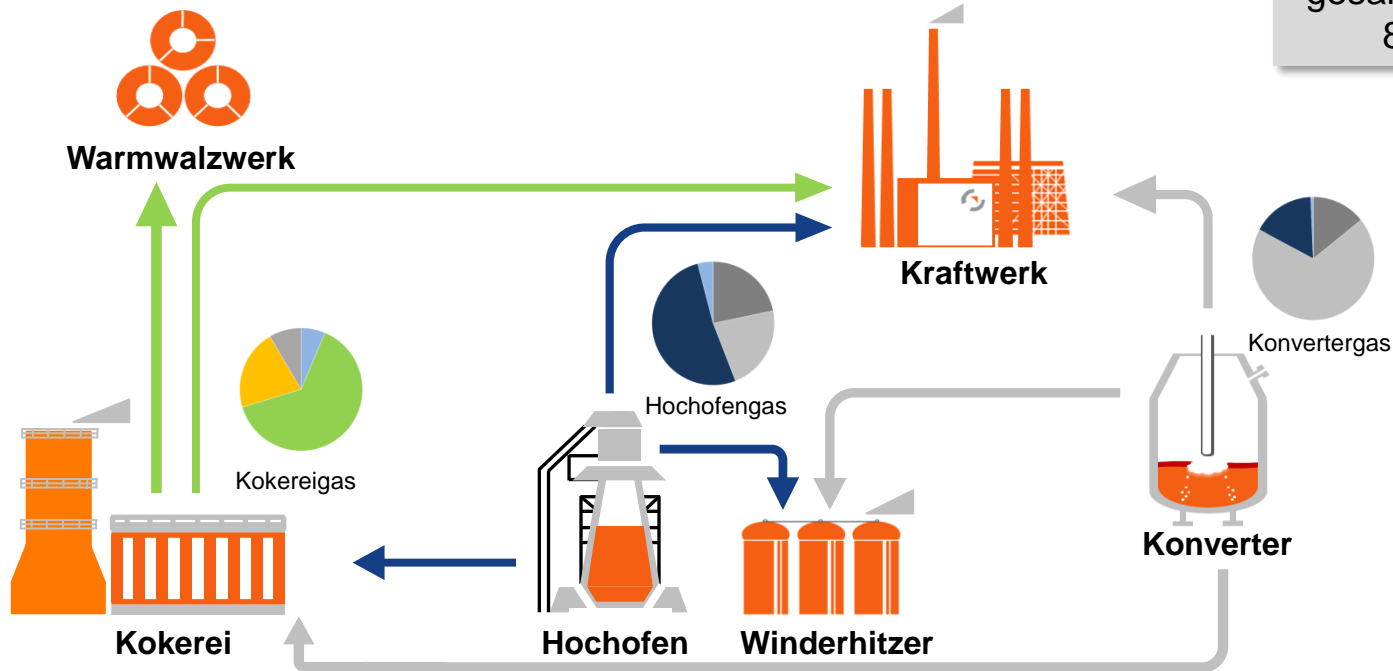 Warmwalzwerk
Kraftwerk
Konvertergas
Hochofengas
Kokereigas
Konverter
Kokerei
Hochofen
Winderhitzer